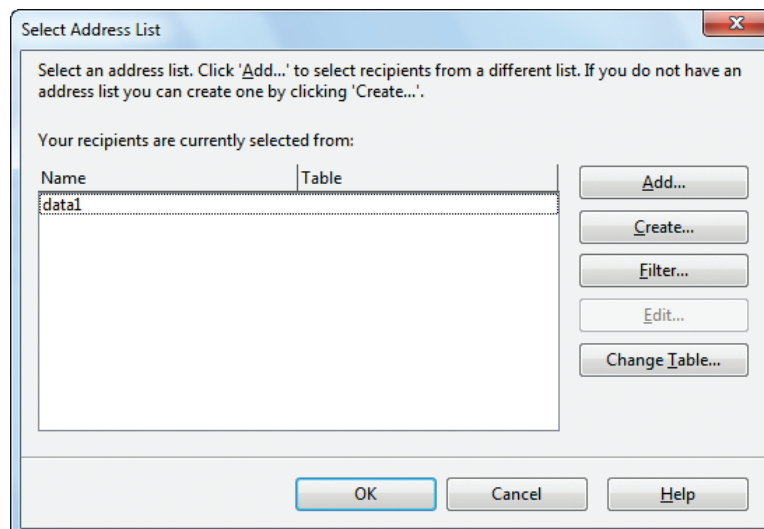 Select Address List
Select an address list. Click 'Add...' to select recipients from a different list. If you do not have an
address list you can create one by clicking 'Create...'.
Your recipients are currently selected from:
Name Table
data1
Add...
Create...
Filter...
Edit...
Change Table...
OK Cancel Help